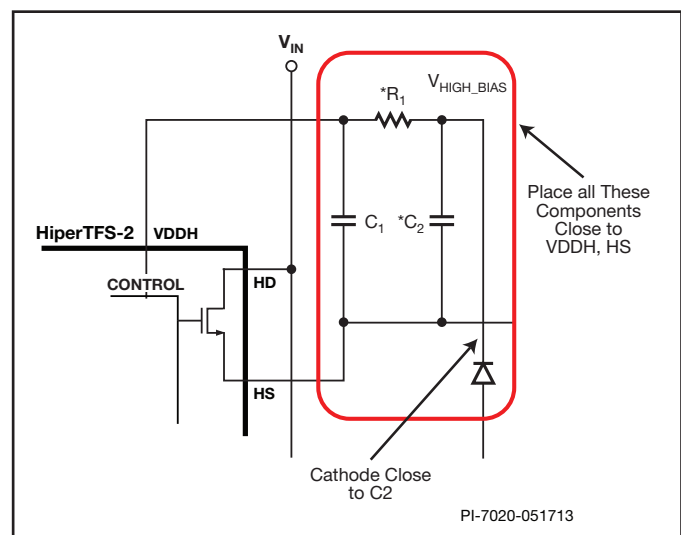 VIN
*R1
VHIGH_BIAS
Place all These
Components
Close to
VDDH, HS
HiperTFS-2
VDDH
C1
*C2
CONTROL
HD
HS
Cathode Close
to C2
PI-7020-051713